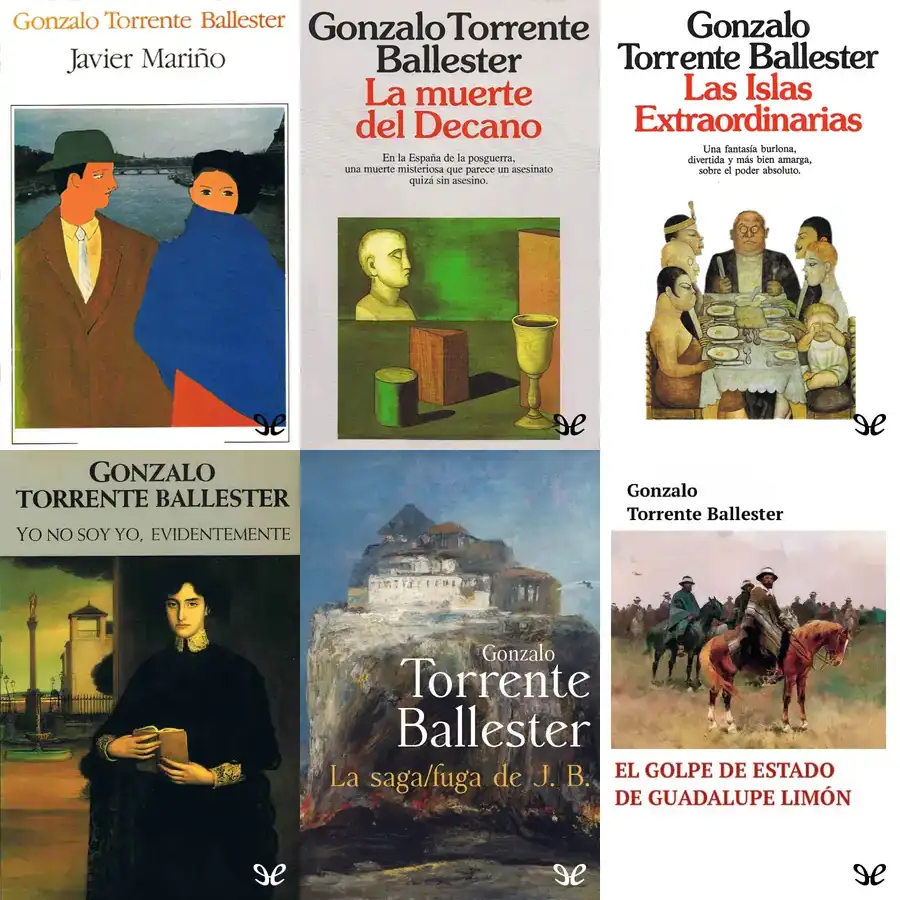 Gonzalo Torrente Ballester
Javier Mariño
Gonzalo Torrente
Ballester
La muerte
del Decano
En la España de la posguerra,
una muerte misteriosa que parece un asesinato
quizá sin asesino.
Gonzalo
Torrente Ballester
Las Islas
Extraordinarias
Una fantasía burlona,
divertida y más bien amarga,
sobre el poder absoluto.
GONZALO
TORRENTE BALLESTER
YO NO SOY YO, EVIDENTEMENTE
Gonzalo
Torrente
Ballester
La saga/fuga de J. B.
Gonzalo
Torrente Ballester
EL GOLPE DE ESTADO
DE GUADALUPE LIMÓN